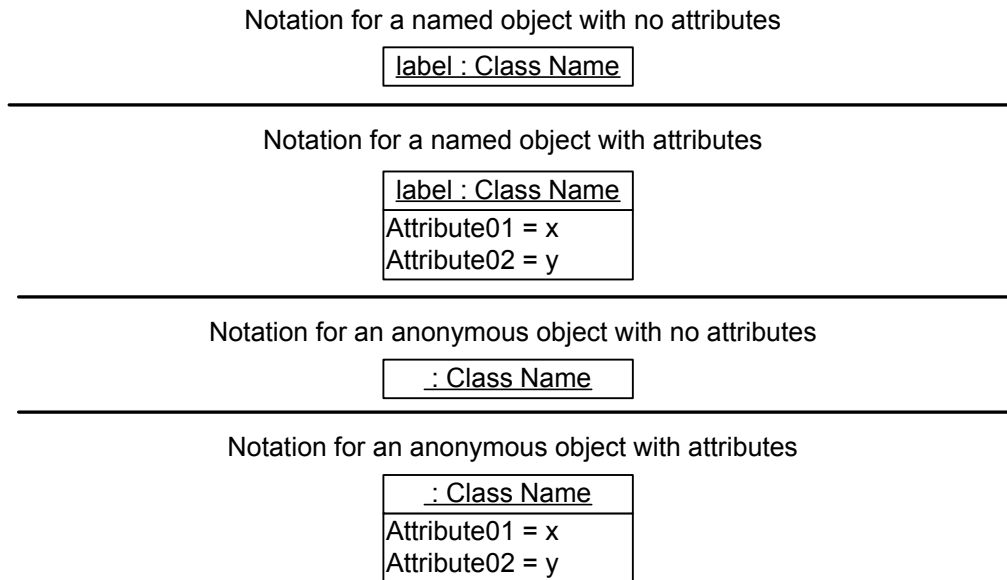 Notation for a named object with no attributes
label : Class Name
Notation for a named object with attributes
label : Class Name
Attribute01 = x
Attribute02 = y
Notation for an anonymous object with no attributes
: Class Name
Notation for an anonymous object with attributes
: Class Name
Attribute01 = x
Attribute02 = y